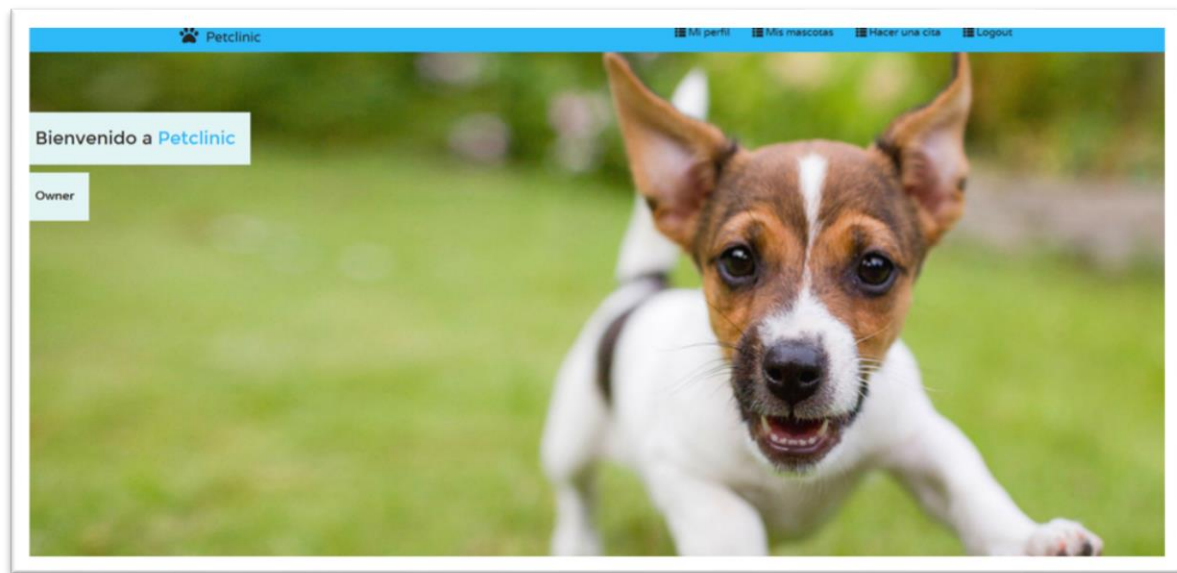 Petclinic
Mi perfil Mis mascotas Hacer una cita Logout
Bienvenido a Petclinic
Owner